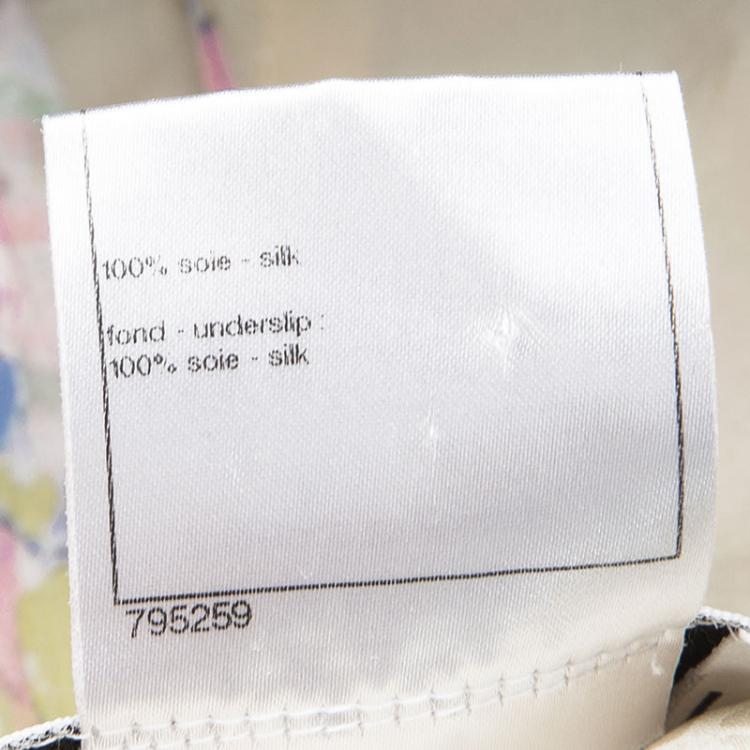 100% soie - silk
fond - underslip :
100% soie - silk
795259